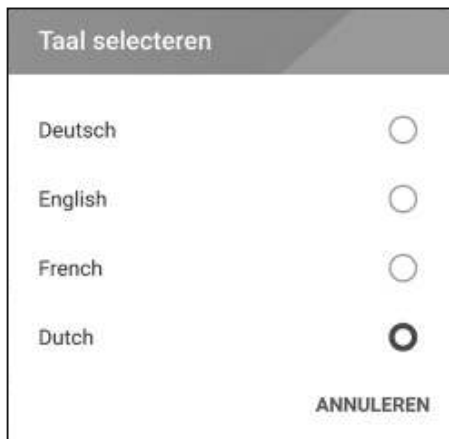 Taal selecteren
Deutsch
English
French
Dutch
ANNULEREN